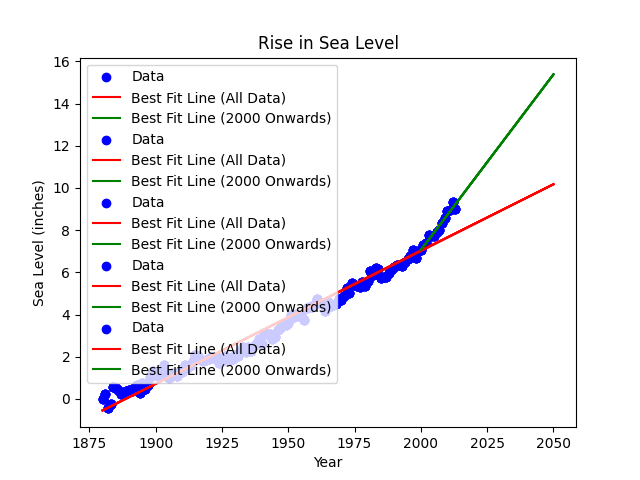 Rise in Sea Level
16
14
12
10
8
6
4
2
0
Sea Level (inches)
Data
Best Fit Line (All Data)
Best Fit Line (2000 Onwards)
Data
Best Fit Line (All Data)
Best Fit Line (2000 Onwards)
Data
Best Fit Line (All Data)
Best Fit Line (2000 Onwards)
Data
Best Fit Line (All Data)
Best Fit Line (2000 Onwards)
Data
Best Fit Line (All Data)
Best Fit Line (2000 Onwards)
1875 1900 1925 1950 1975 2000 2025 2050
Year